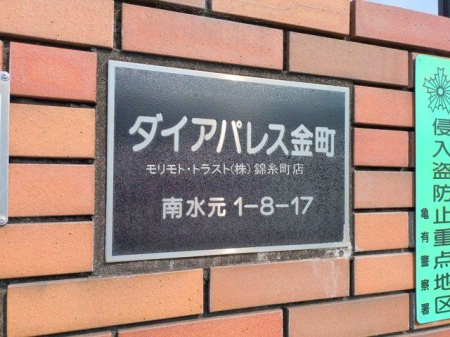 ダイアパレス金町
モリモト・トラスト(株)錦糸町店
南水元 1-8-17
侵入盗防止重点地区
亀有警察署